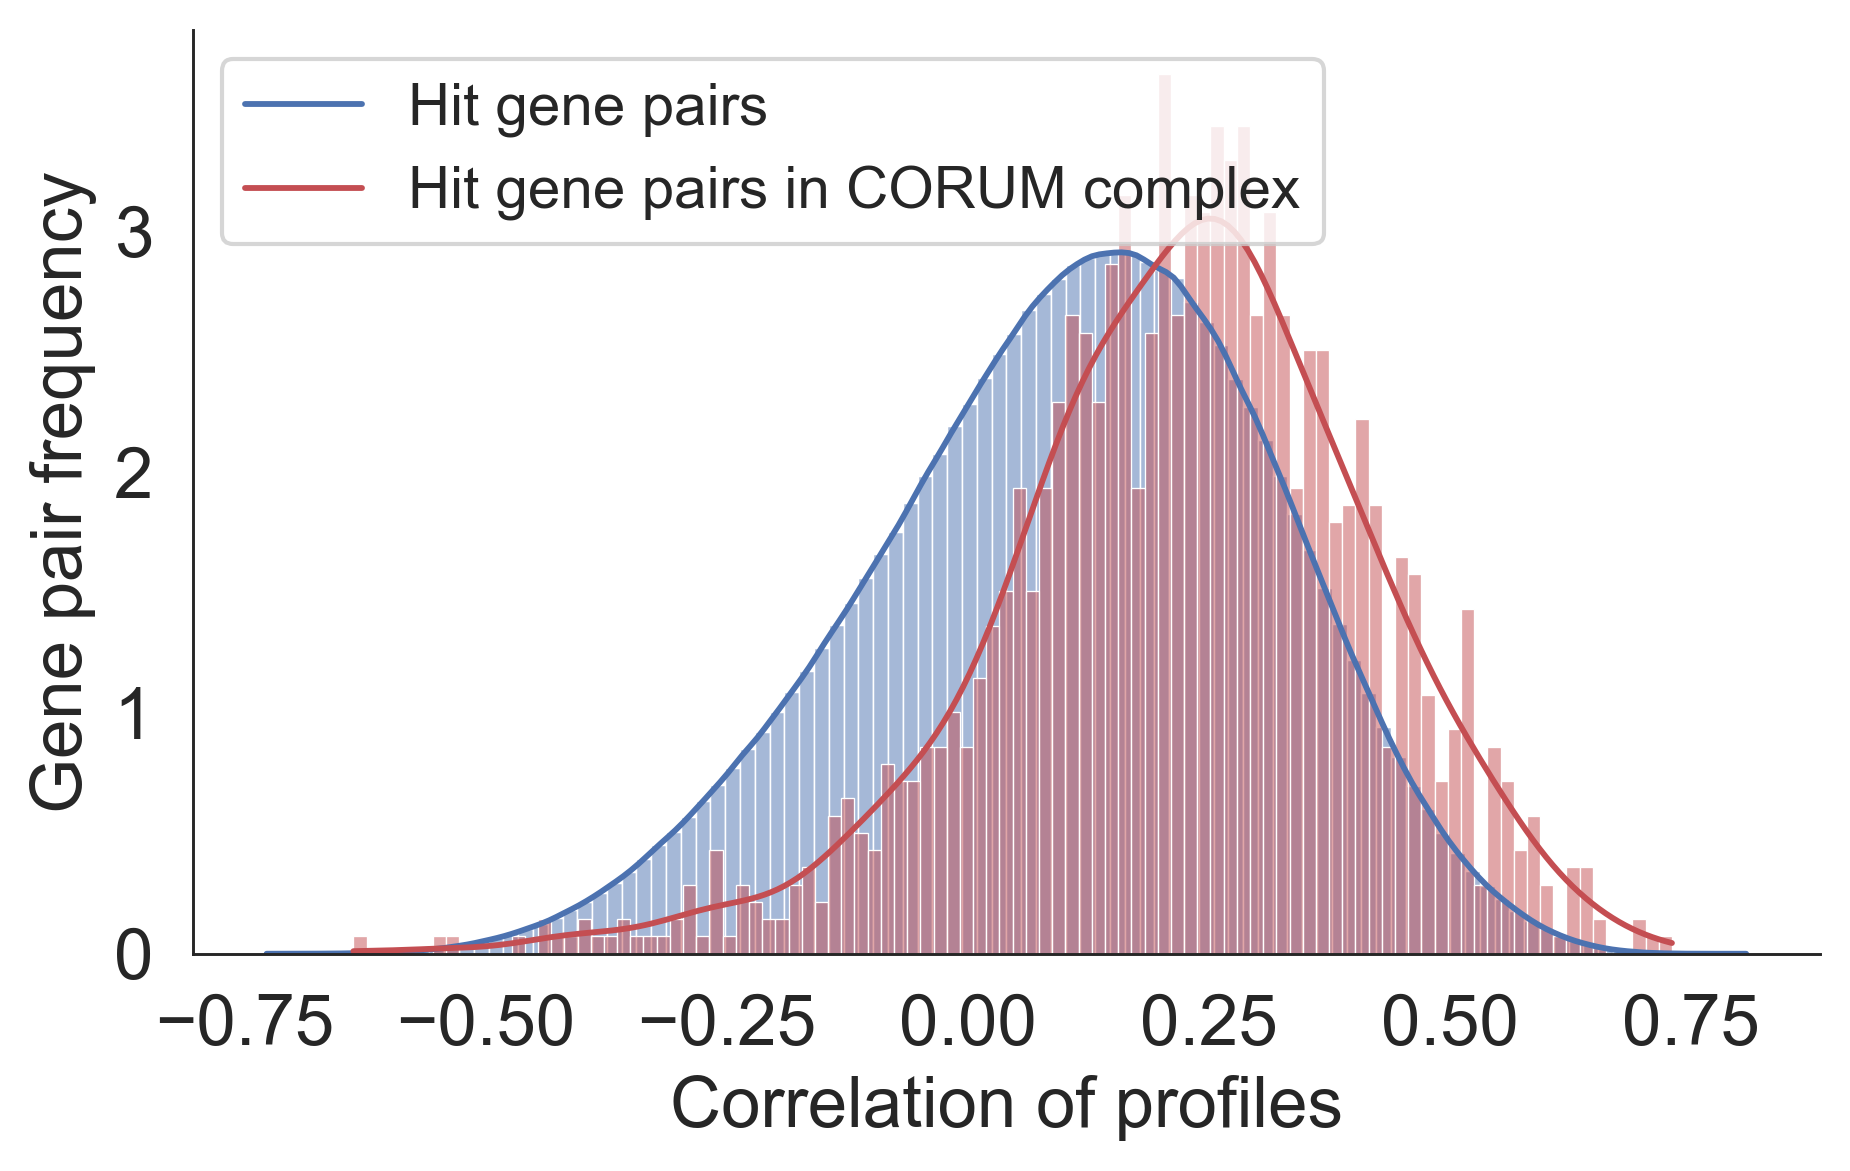 Hit gene pairs
Hit gene pairs in CORUM complex
Gene pair frequency
3
2
1
0
−0.75 −0.50 −0.25 0.00 0.25 0.50 0.75
Correlation of profiles